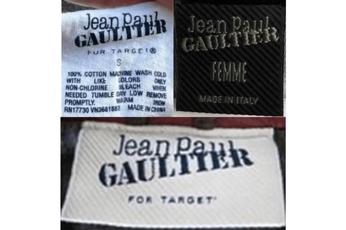 Jean Paul
GAULTIER
FOR TARGET®
S
100% COTTON MACHINE WASH COLD
WITH LIKE COLORS ONLY
NON-CHLORINE BLEACH WHEN
NEEDED TUMBLE DRY LOW REMOVE
PROMPTLY. WARM
RN17730 VN3681883 MADE IN CHINA
Jean Paul
GAULTIER
FEMME
MADE IN ITALY
Jean Paul
GAULTIER
FOR TARGET